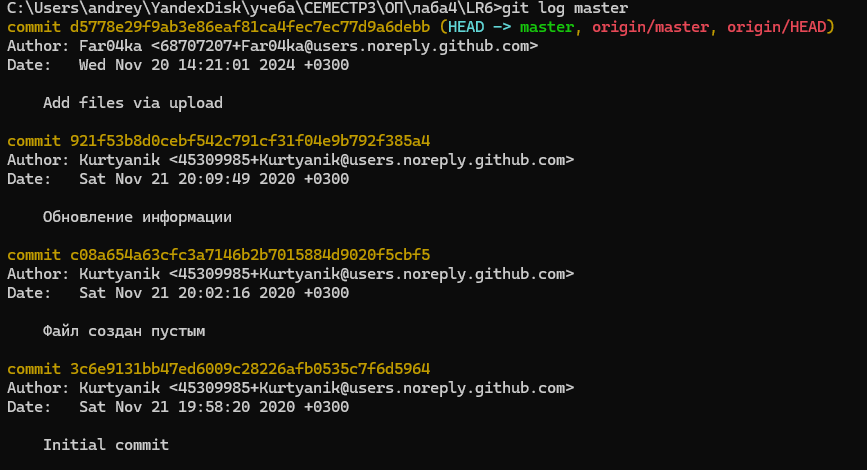 C:\Users\andrey\YandexDisk\учеба\СЕМЕСТР3\ОП\лаба4\LR6>git log master
commit d5778e29f9ab3e86eaf81ca4fec7ec77d9a6debb (HEAD -> master, origin/master, origin/HEAD)
Author: Far04ka <68707207+Far04ka@users.noreply.github.com>
Date:   Wed Nov 20 14:21:01 2024 +0300

    Add files via upload

commit 921f53b8d0cebf542c791cf31f04e9b792f385a4
Author: Kurtyanik <45309985+Kurtyanik@users.noreply.github.com>
Date:   Sat Nov 21 20:09:49 2020 +0300

    Обновление информации

commit c08a654a63cfc3a7146b2b7015884d9020f5cbf5
Author: Kurtyanik <45309985+Kurtyanik@users.noreply.github.com>
Date:   Sat Nov 21 20:02:16 2020 +0300

    Файл создан пустым

commit 3c6e9131bb47ed6009c28226afb0535c7f6d5964
Author: Kurtyanik <45309985+Kurtyanik@users.noreply.github.com>
Date:   Sat Nov 21 19:58:20 2020 +0300

    Initial commit